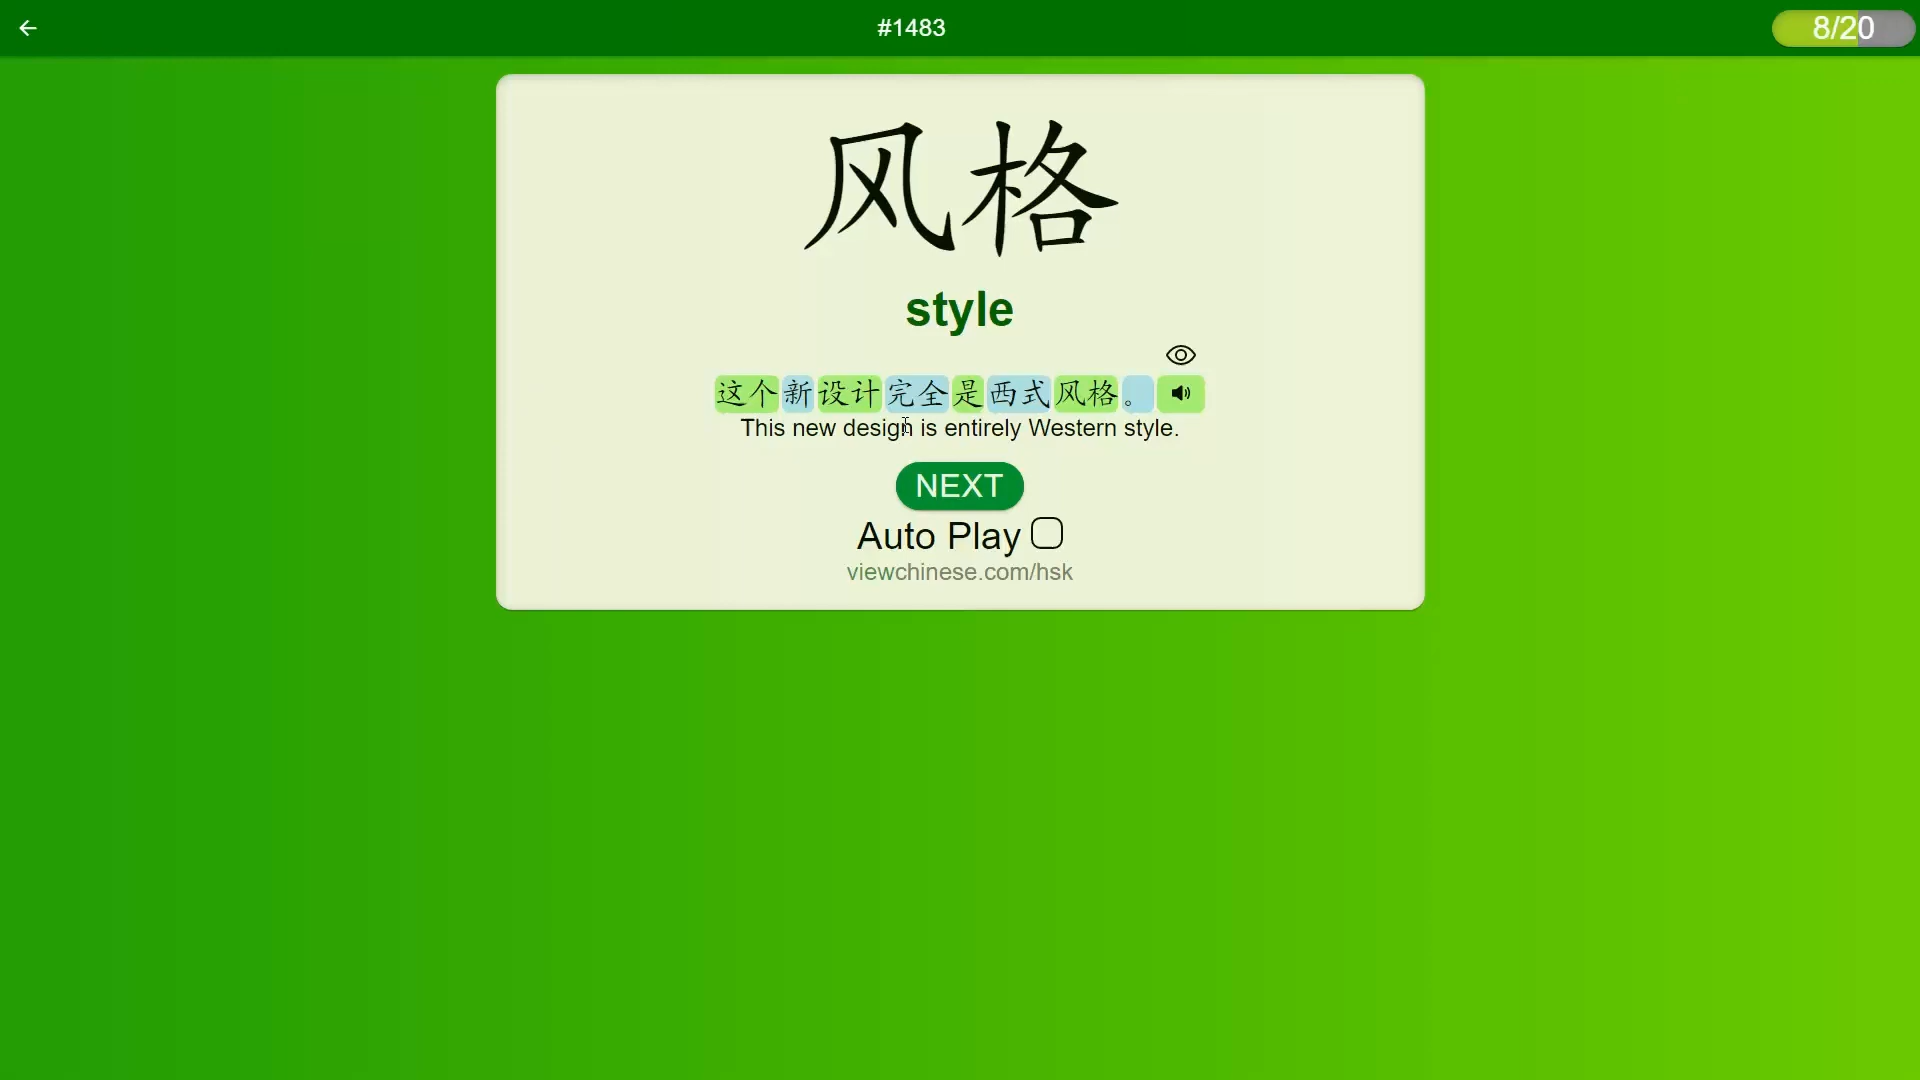 #1483
8/20
风格
style
这个新设计完全是西式风格。
This new design is entirely Western style.
NEXT
Auto Play
viewchinese.com/hsk